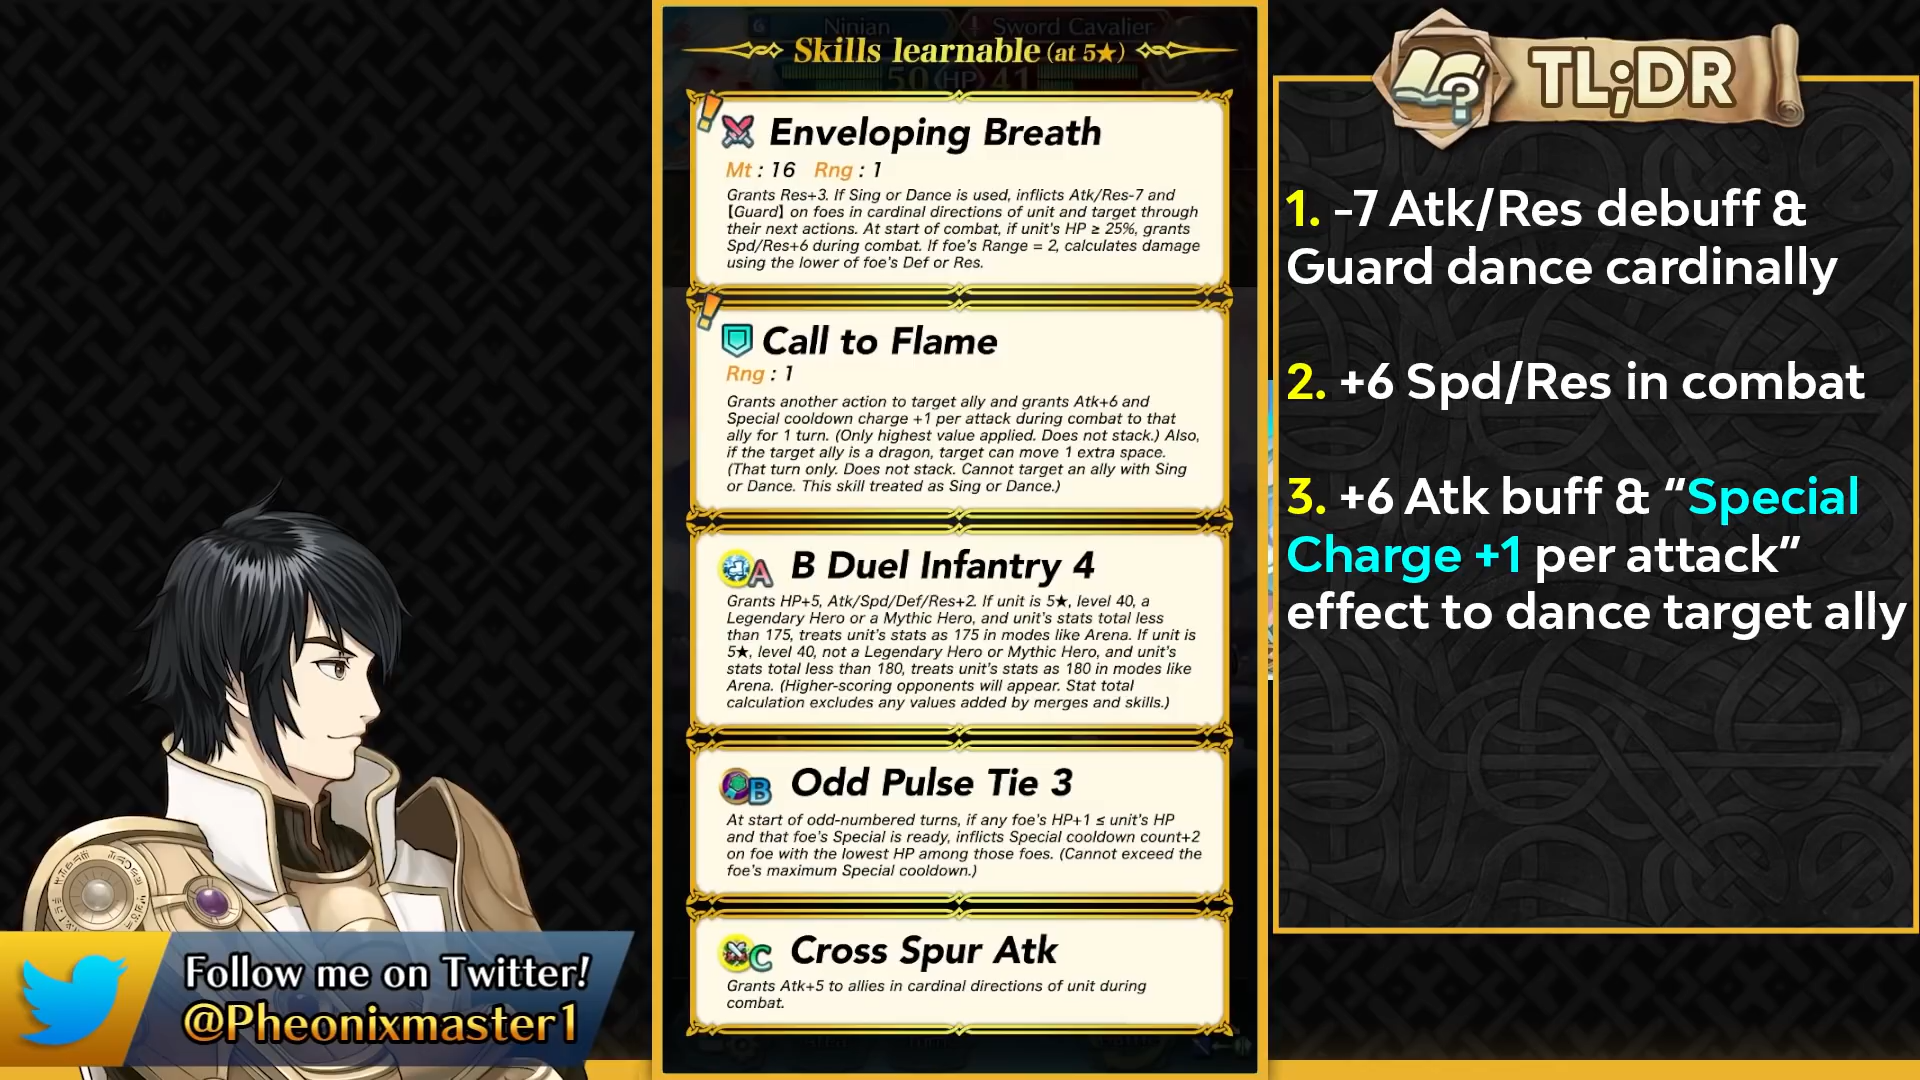 Ninian
Sword Cavalier
Skills learnable (at 5★)
50 HP 41
Enveloping Breath
Mt : 16 Rng : 1
Grants Res+3. If Sing or Dance is used, inflicts Atk/Res-7 and
【Guard】on foes in cardinal directions of unit and target through
their next actions. At start of combat, if unit's HP ≥ 25%, grants
Spd/Res+6 during combat. If foe's Range = 2, calculates damage
using the lower of foe's Def or Res.
Call to Flame
Rng : 1
Grants another action to target ally and grants Atk+6 and
Special cooldown charge +1 per attack during combat to that
ally for 1 turn. (Only highest value applied. Does not stack.) Also,
if the target ally is a dragon, target can move 1 extra space.
(That turn only. Does not stack. Cannot target an ally with Sing
or Dance. This skill treated as Sing or Dance.)
A B Duel Infantry 4
Grants HP+5, Atk/Spd/Def/Res+2. If unit is 5★, level 40, a
Legendary Hero or a Mythic Hero, and unit's stats total less
than 175, treats unit's stats as 175 in modes like Arena. If unit is
5★, level 40, not a Legendary Hero or Mythic Hero, and unit's
stats total less than 180, treats unit's stats as 180 in modes like
Arena. (Higher-scoring opponents will appear. Stat total
calculation excludes any values added by merges and skills.)
B Odd Pulse Tie 3
At start of odd-numbered turns, if any foe's HP+1 ≤ unit's HP
and that foe's Special is ready, inflicts Special cooldown count+2
on foe with the lowest HP among those foes. (Cannot exceed the
foe's maximum Special cooldown.)
C Cross Spur Atk
Grants Atk+5 to allies in cardinal directions of unit during
combat.
TL;DR
1. -7 Atk/Res debuff &
Guard dance cardinally
2. +6 Spd/Res in combat
3. +6 Atk buff & "Special
Charge +1 per attack"
effect to dance target ally
Follow me on Twitter!
@Pheonixmaster1